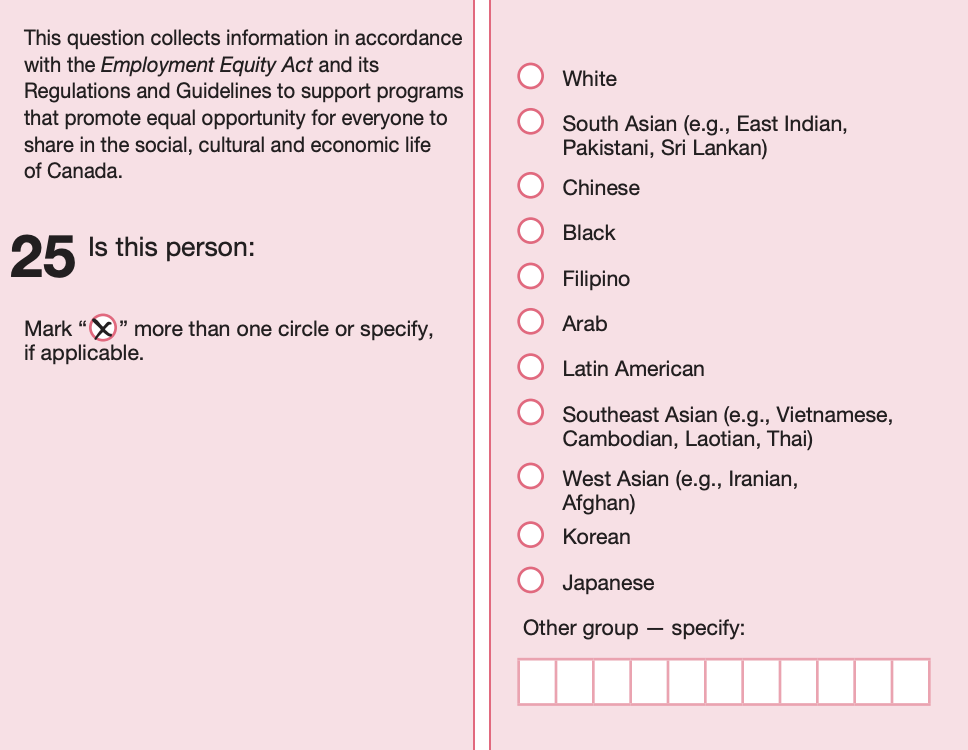 This question collects information in accordance
with the Employment Equity Act and its
Regulations and Guidelines to support programs
that promote equal opportunity for everyone to
share in the social, cultural and economic life
of Canada.
25 Is this person:
Mark “⊗” more than one circle or specify,
if applicable.
White
South Asian (e.g., East Indian,
Pakistani, Sri Lankan)
Chinese
Black
Filipino
Arab
Latin American
Southeast Asian (e.g., Vietnamese,
Cambodian, Laotian, Thai)
West Asian (e.g., Iranian,
Afghan)
Korean
Japanese
Other group — specify: